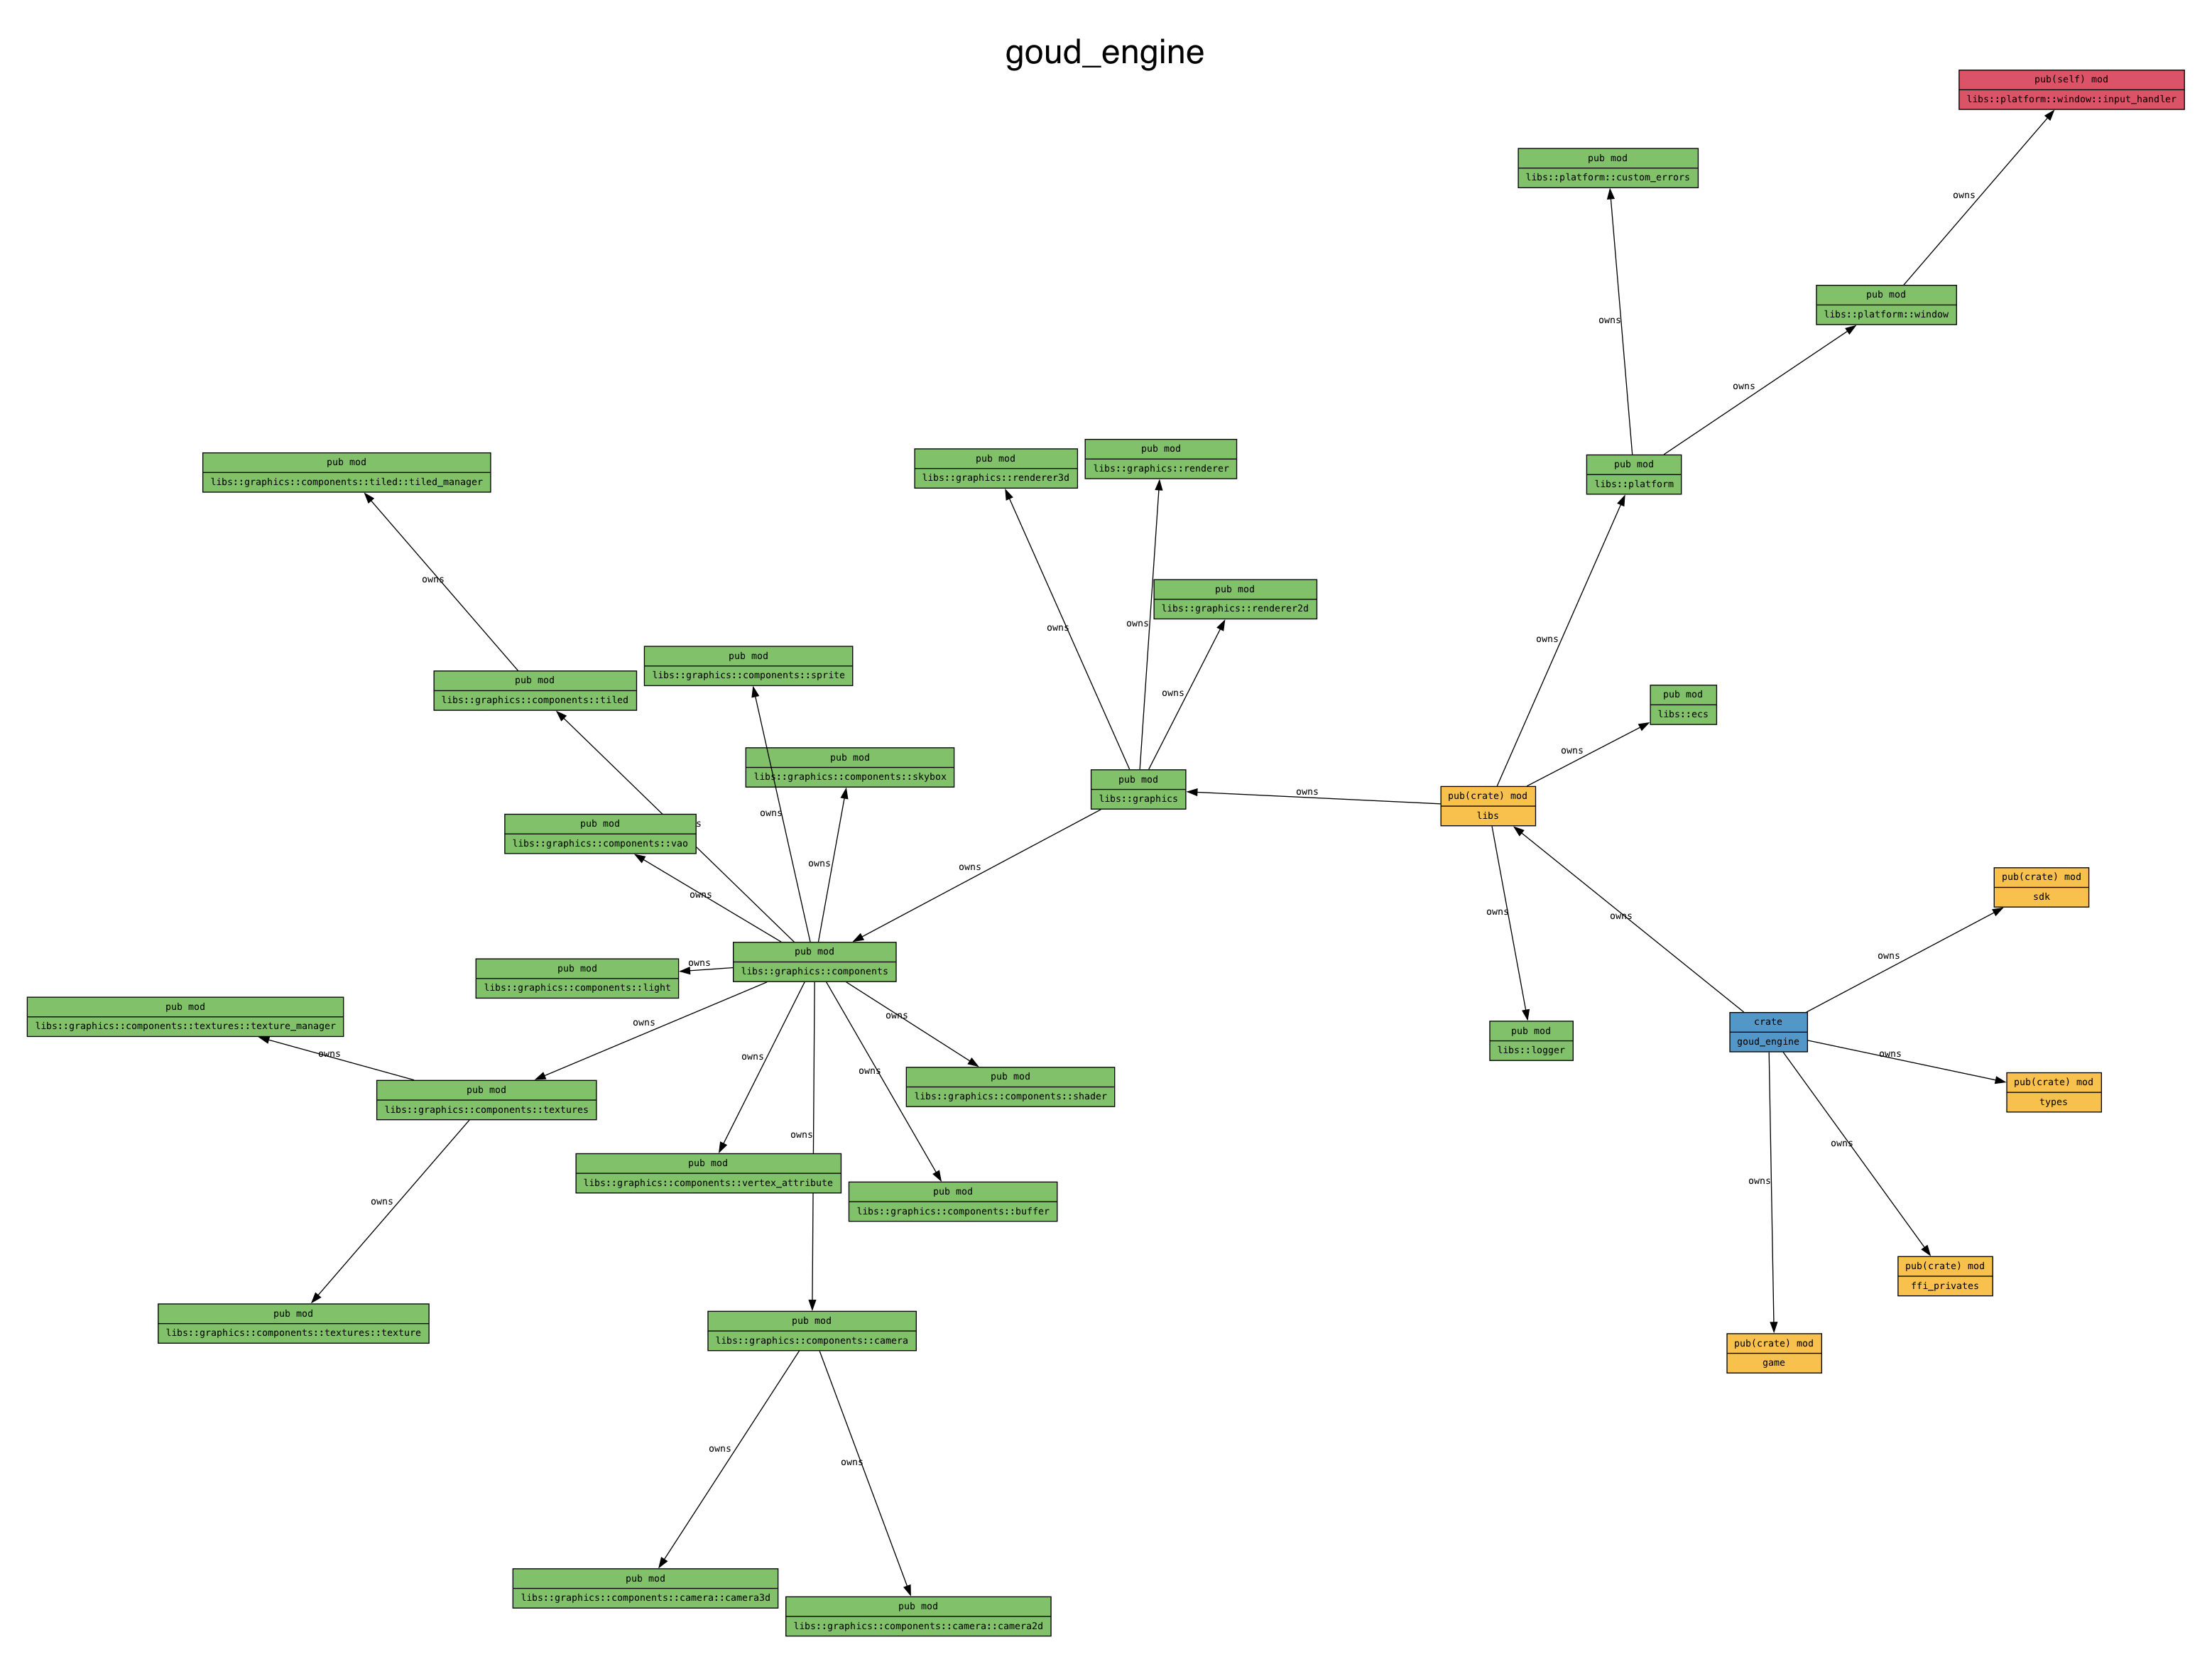 goud_engine
pub(self) mod
libs::platform::window::input_handler
pub mod
libs::platform::custom_errors
owns
pub mod
libs::platform::window
owns
owns
pub mod
libs::graphics::renderer
pub mod
libs::graphics::renderer3d
pub mod
libs::graphics::components::tiled::tiled_manager
pub mod
libs::platform
owns
pub mod
libs::graphics::renderer2d
owns
owns
owns
owns
pub mod
libs::graphics::components::sprite
pub mod
libs::graphics::components::tiled
pub mod
libs::ecs
owns
pub mod
libs::graphics::components::skybox
pub mod
libs::graphics
owns
pub(crate) mod
libs
owns
s
pub mod
libs::graphics::components::vao
owns
owns
owns
pub(crate) mod
sdk
owns
owns
owns
pub mod
libs::graphics::components
owns
owns
pub mod
libs::graphics::components::light
pub mod
libs::graphics::components::textures::texture_manager
owns
owns
crate
goud_engine
pub mod
libs::logger
owns
owns
owns
owns
pub mod
libs::graphics::components::shader
pub(crate) mod
types
pub mod
libs::graphics::components::textures
owns
owns
pub mod
libs::graphics::components::vertex_attribute
owns
owns
pub mod
libs::graphics::components::buffer
pub(crate) mod
ffi_privates
pub mod
libs::graphics::components::textures::texture
pub mod
libs::graphics::components::camera
pub(crate) mod
game
owns
owns
pub mod
libs::graphics::components::camera::camera3d
pub mod
libs::graphics::components::camera::camera2d